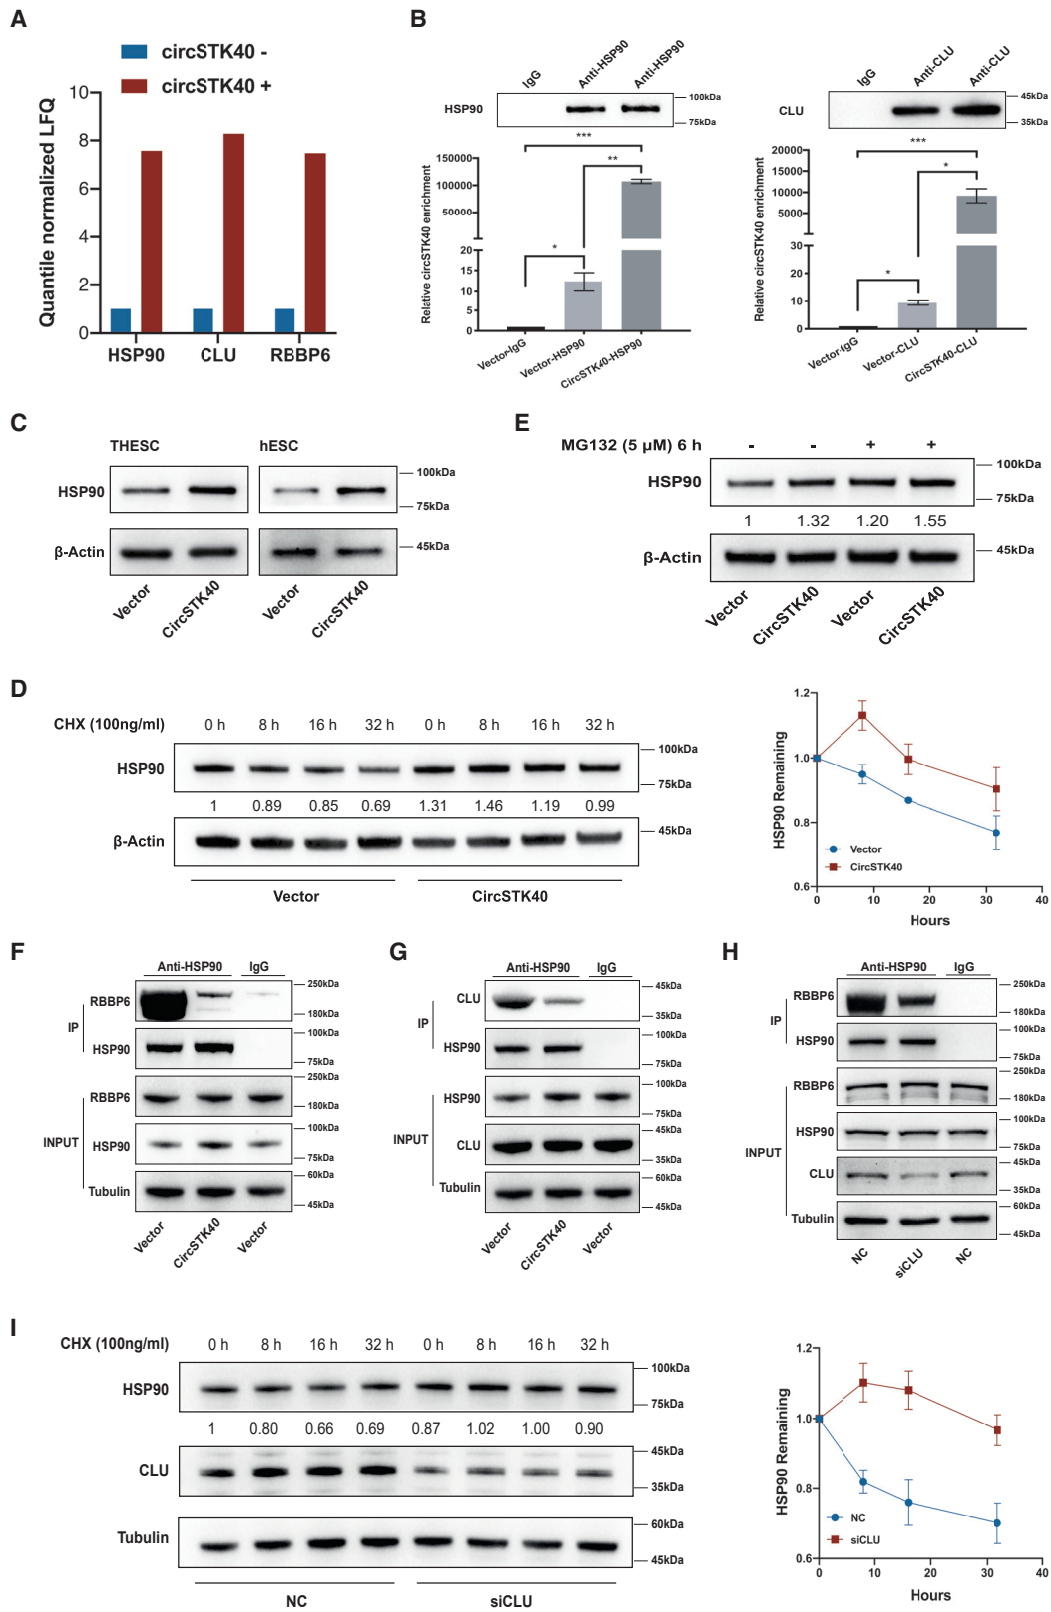 A
circSTK40 -
circSTK40 +
Quantile normalized LFQ
10
8
6
4
2
0
HSP90 CLU RBBP6
B
IgG Anti-HSP90 Anti-HSP90
HSP90
100kDa
75kDa
***
**
*
Relative circSTK40 enrichment
150000
100000
50000
20
15
10
5
0
Vector-IgG Vector-HSP90 CircSTK40-HSP90
IgG Anti-CLU Anti-CLU
CLU
45kDa
35kDa
***
*
*
Relative circSTK40 enrichment
20000
15000
10000
5000
30
20
10
0
Vector-IgG Vector-CLU CircSTK40-CLU
C
THESC hESC
HSP90
100kDa
75kDa
β-Actin
45kDa
Vector CircSTK40 Vector CircSTK40
E
MG132 (5 μM) 6 h - - + +
HSP90
100kDa
75kDa
1 1.32 1.20 1.55
β-Actin
45kDa
Vector CircSTK40 Vector CircSTK40
D
CHX (100ng/ml) 0 h 8 h 16 h 32 h 0 h 8 h 16 h 32 h
HSP90
100kDa
75kDa
1 0.89 0.85 0.69 1.31 1.46 1.19 0.99
β-Actin
45kDa
Vector CircSTK40
HSP90 Remaining
1.2
1.0
0.8
0.6
Vector
CircSTK40
0 10 20 30 40
Hours
F
Anti-HSP90 IgG
IP
RBBP6
250kDa
180kDa
HSP90
100kDa
75kDa
INPUT
RBBP6
250kDa
180kDa
HSP90
100kDa
75kDa
Tubulin
60kDa
45kDa
Vector CircSTK40 Vector
G
Anti-HSP90 IgG
IP
CLU
45kDa
35kDa
HSP90
100kDa
75kDa
INPUT
HSP90
100kDa
75kDa
CLU
45kDa
35kDa
Tubulin
60kDa
45kDa
Vector CircSTK40 Vector
H
Anti-HSP90 IgG
IP
RBBP6
250kDa
180kDa
HSP90
100kDa
75kDa
INPUT
RBBP6
250kDa
180kDa
HSP90
100kDa
75kDa
CLU
45kDa
35kDa
Tubulin
60kDa
45kDa
NC siCLU NC
I
CHX (100ng/ml) 0 h 8 h 16 h 32 h 0 h 8 h 16 h 32 h
HSP90
100kDa
75kDa
1 0.80 0.66 0.69 0.87 1.02 1.00 0.90
CLU
45kDa
35kDa
Tubulin
60kDa
45kDa
NC siCLU
HSP90 Remaining
1.2
1.0
0.8
0.6
NC
siCLU
0 10 20 30 40
Hours